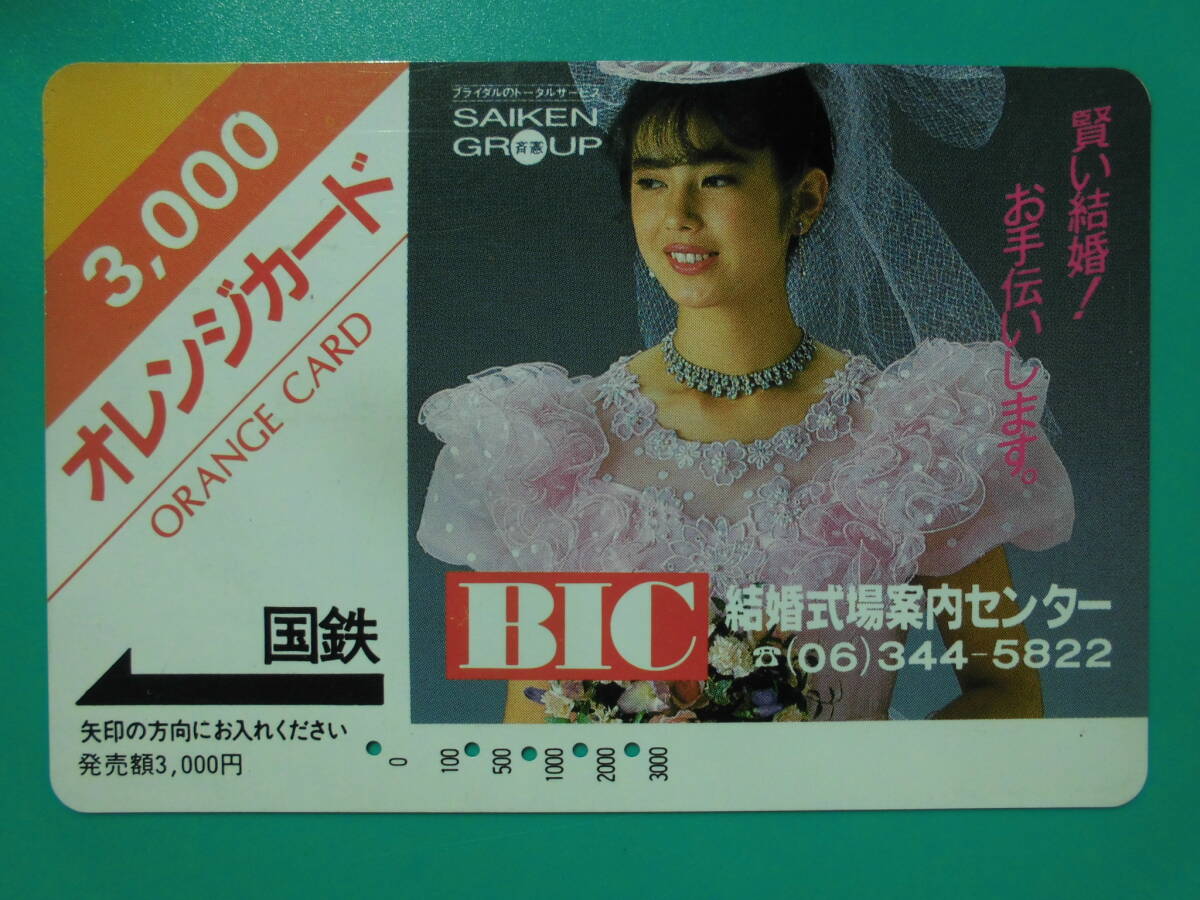 3,000
オレンジカード
ORANGE CARD
国鉄
矢印の方向にお入れください
発売額3,000円
0 100 500 1000 2000 3000
ブライダルのトータルサービス
SAIKEN
GR斉憲UP
賢い結婚!
お手伝いします。
BIC
結婚式場案内センター
☎(06)344-5822